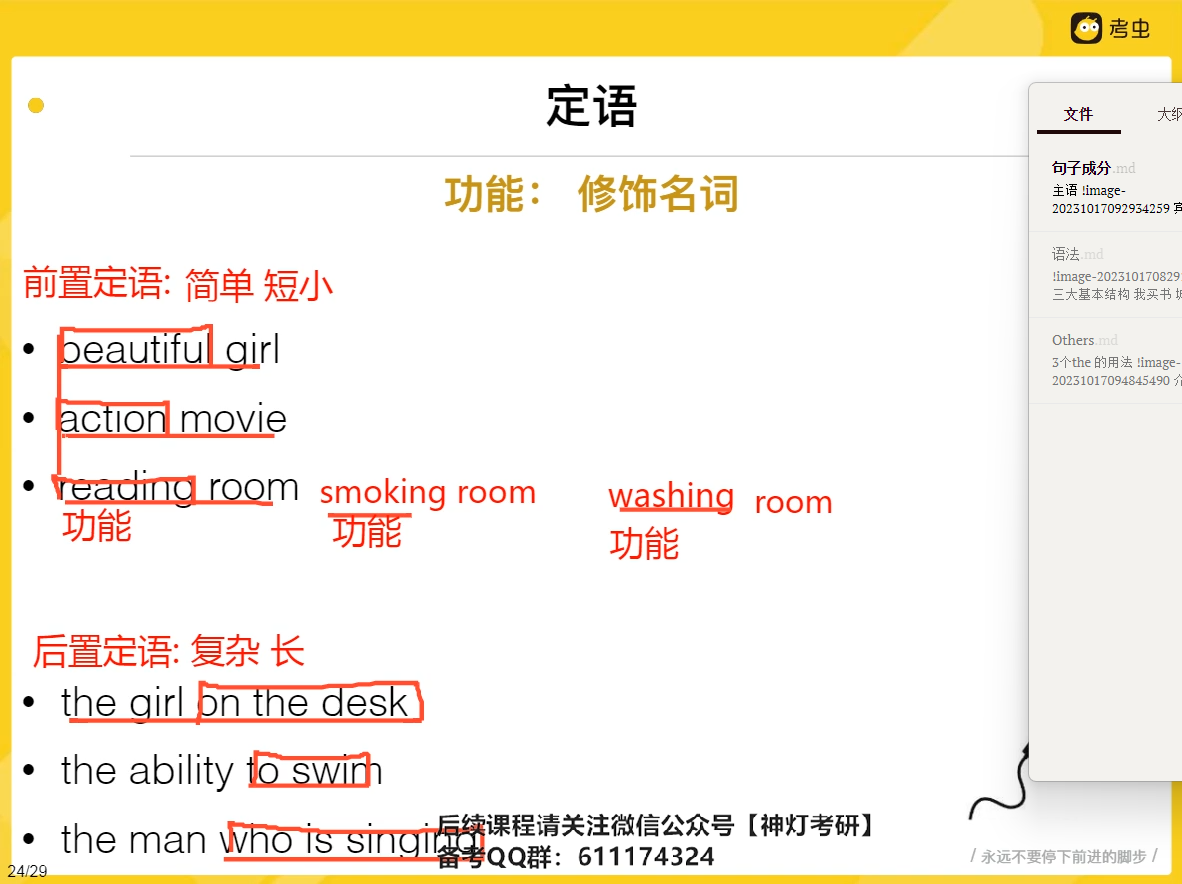 考虫
定语
功能： 修饰名词
前置定语: 简单 短小
• beautiful girl
• action movie
• reading room smoking room washing room
功能 功能 功能
后置定语: 复杂 长
• the girl on the desk
• the ability to swim
• the man who is singing
后续课程请关注微信公众号【神灯考研】
备考QQ群：611174324
24/29
/ 永远不要停下前进的脚步 /
文件 大纲
句子成分.md
主语 !image-
20231017092934259 宾
语法.md
!image-202310170829
三大基本结构 我买书
Others.md
3个the 的用法 !image-
20231017094845490 介